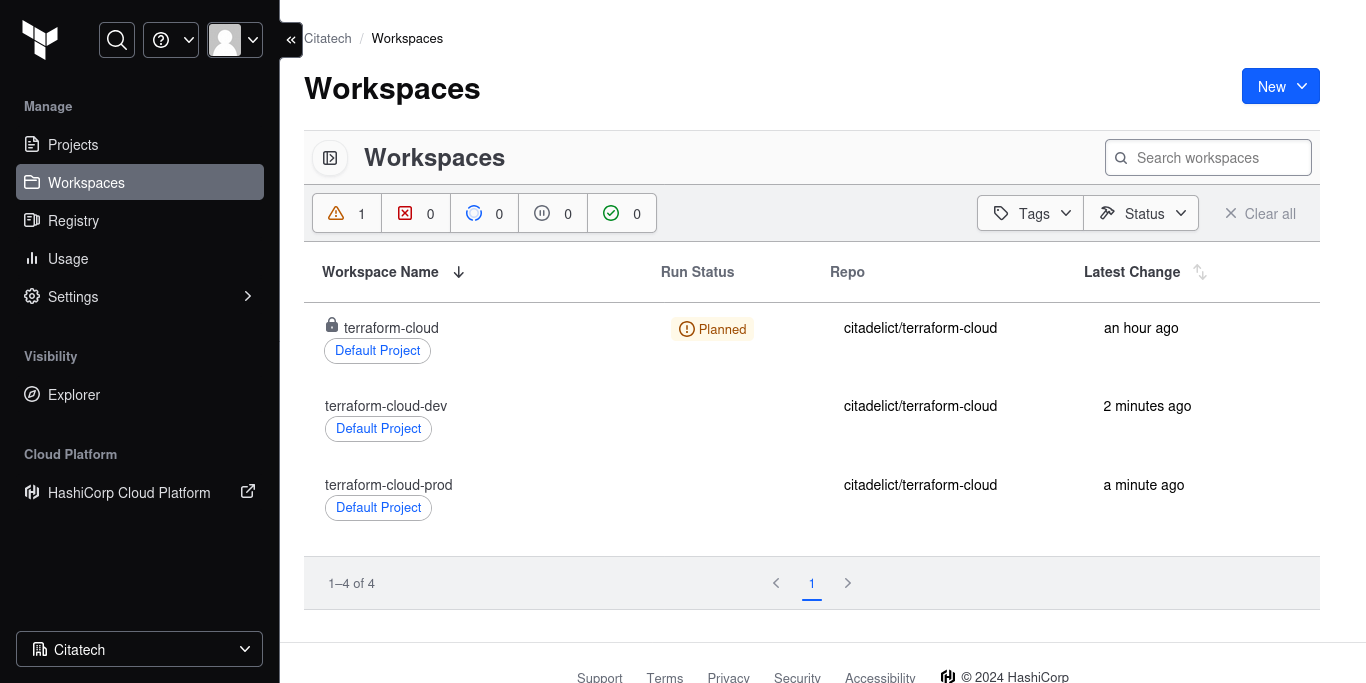 Citatech / Workspaces
Workspaces
New
Manage
Projects
Workspaces
Registry
Usage
Settings
Visibility
Explorer
Cloud Platform
HashiCorp Cloud Platform
Citatech
Workspaces
Search workspaces
1 0 0 0 0
Tags Status Clear all
Workspace Name Run Status Repo Latest Change
terraform-cloud Planned citadelict/terraform-cloud an hour ago
Default Project
terraform-cloud-dev citadelict/terraform-cloud 2 minutes ago
Default Project
terraform-cloud-prod citadelict/terraform-cloud a minute ago
Default Project
1–4 of 4 1
Support Terms Privacy Security Accessibility © 2024 HashiCorp